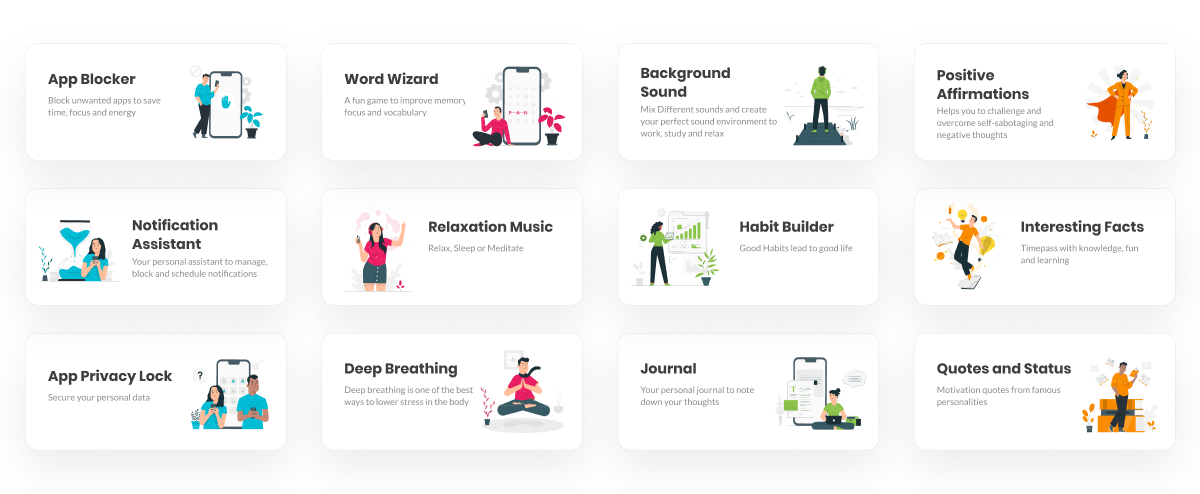 App Blocker
Block unwanted apps to save
time, focus and energy
Word Wizard
A fun game to improve memory,
focus and vocabulary
P A N
Background
Sound
Mix Different sounds and create
your perfect sound environment to
work, study and relax
Positive
Affirmations
Helps you to challenge and
overcome self-sabotaging and
negative thoughts
Notification
Assistant
Your personal assistant to manage,
block and schedule notifications
Relaxation Music
Relax, Sleep or Meditate
Habit Builder
Good Habits lead to good life
Interesting Facts
Timepass with knowledge, fun
and learning
App Privacy Lock
Secure your personal data
?
Deep Breathing
Deep breathing is one of the best
ways to lower stress in the body
Journal
Your personal journal to note
down your thoughts
T
Quotes and Status
Motivation quotes from famous
personalities